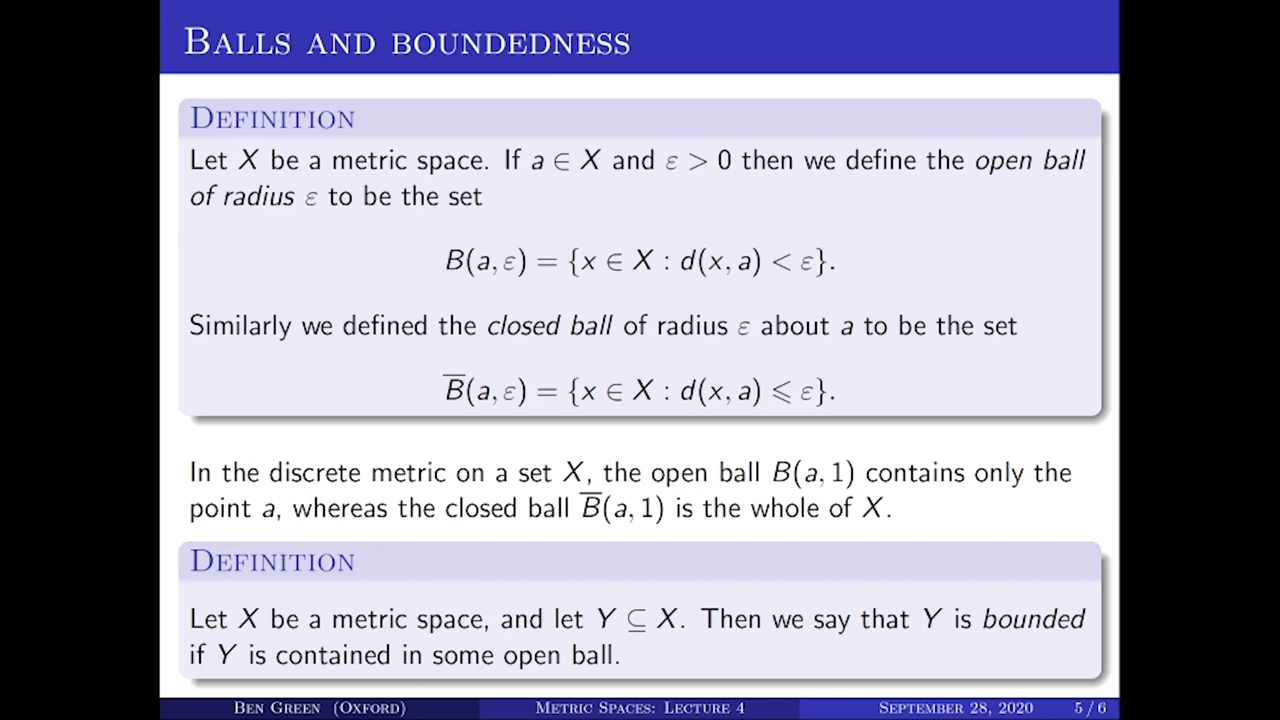 BALLS AND BOUNDEDNESS
DEFINITION
Let X be a metric space. If a ∈ X and ε > 0 then we define the open ball
of radius ε to be the set
B(a, ε) = {x ∈ X : d(x, a) < ε}.
Similarly we defined the closed ball of radius ε about a to be the set
B̅(a, ε) = {x ∈ X : d(x, a) ⩽ ε}.
In the discrete metric on a set X, the open ball B(a, 1) contains only the
point a, whereas the closed ball B̅(a, 1) is the whole of X.
DEFINITION
Let X be a metric space, and let Y ⊆ X. Then we say that Y is bounded
if Y is contained in some open ball.
BEN GREEN (OXFORD) METRIC SPACES: LECTURE 4 SEPTEMBER 28, 2020 5 / 6